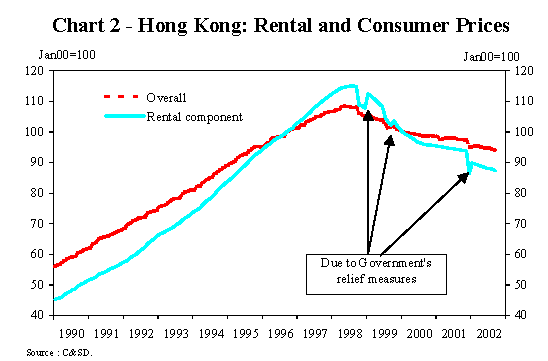 Chart 2 - Hong Kong: Rental and Consumer Prices
Jan00=100
Jan00=100
120
120
Overall
Rental component
110
110
100
100
90
90
80
80
70
70
60
60
Due to Government's
relief measures
50
50
40
40
1990 1991 1992 1993 1994 1995 1996 1997 1998 1999 2000 2001 2002
Source : C&SD.